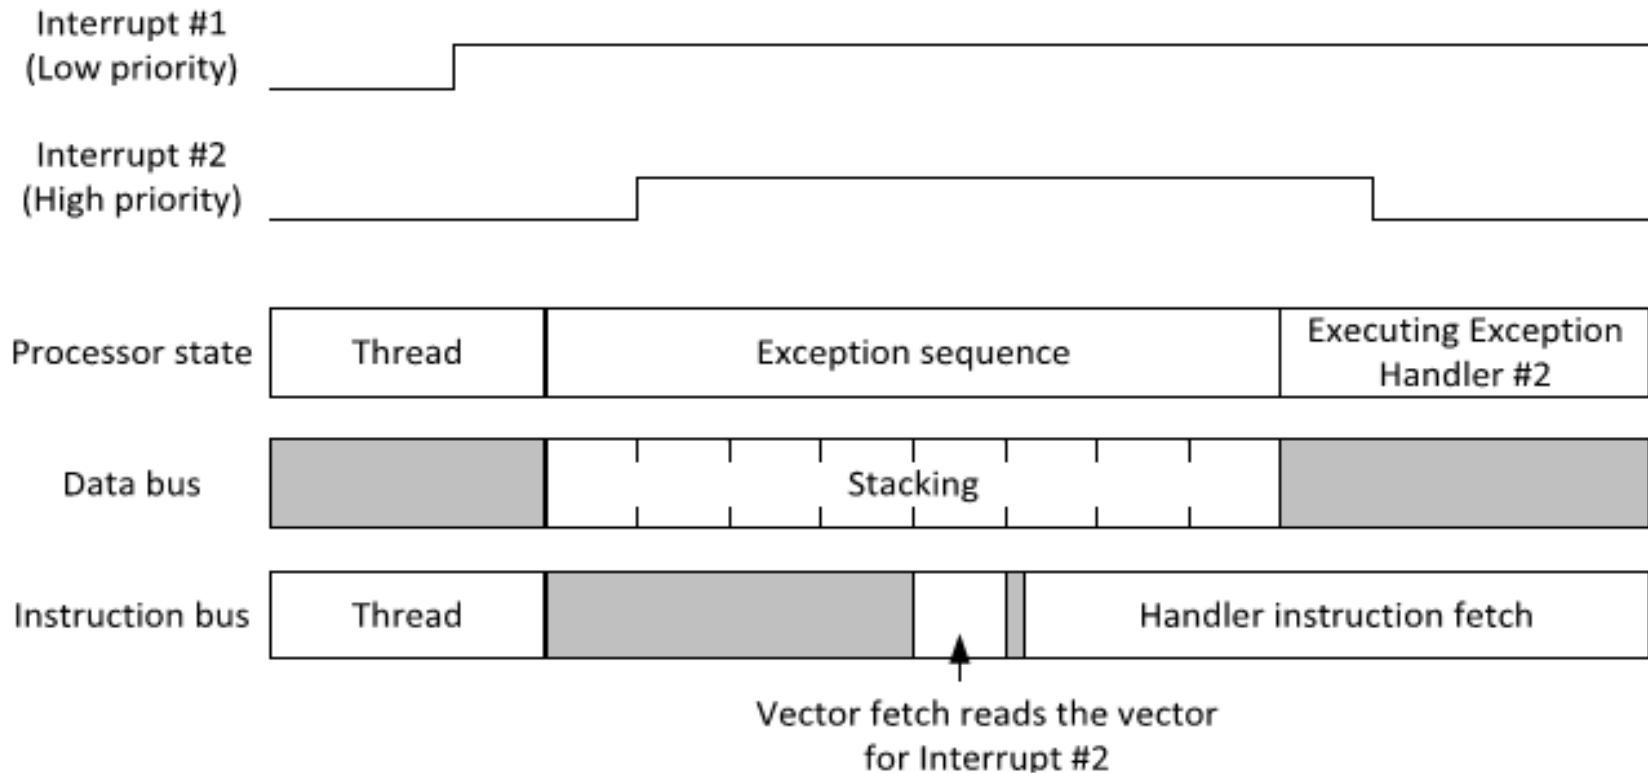 Interrupt #1
(Low priority)
Interrupt #2
(High priority)
Processor state
Thread
Exception sequence
Executing Exception
Handler #2
Data bus
Stacking
Instruction bus
Thread
Handler instruction fetch
Vector fetch reads the vector
for Interrupt #2